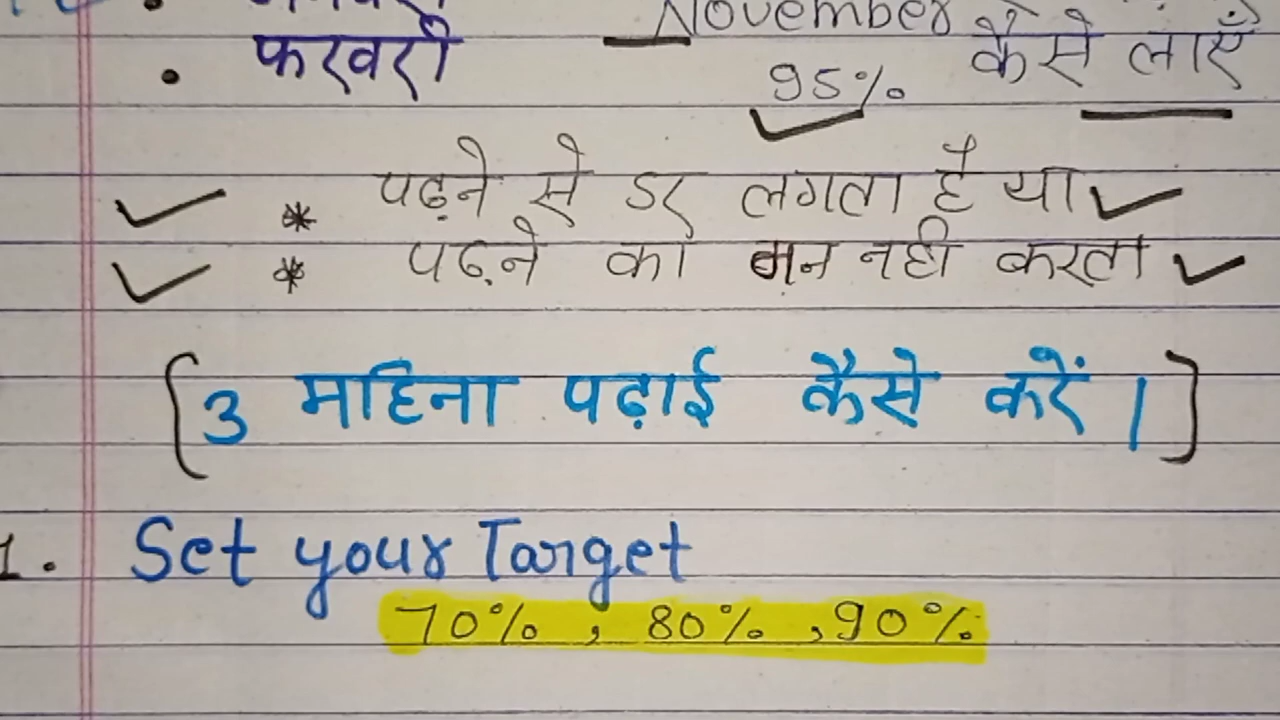 November
• फरवरी
95% कैसे लाएँ
* पढ़ने से डर लगता है या
* पढ़ने का मन नही करता
[3 महिना पढ़ाई कैसे करें।]
1. Set your Target
70%, 80%, 90%